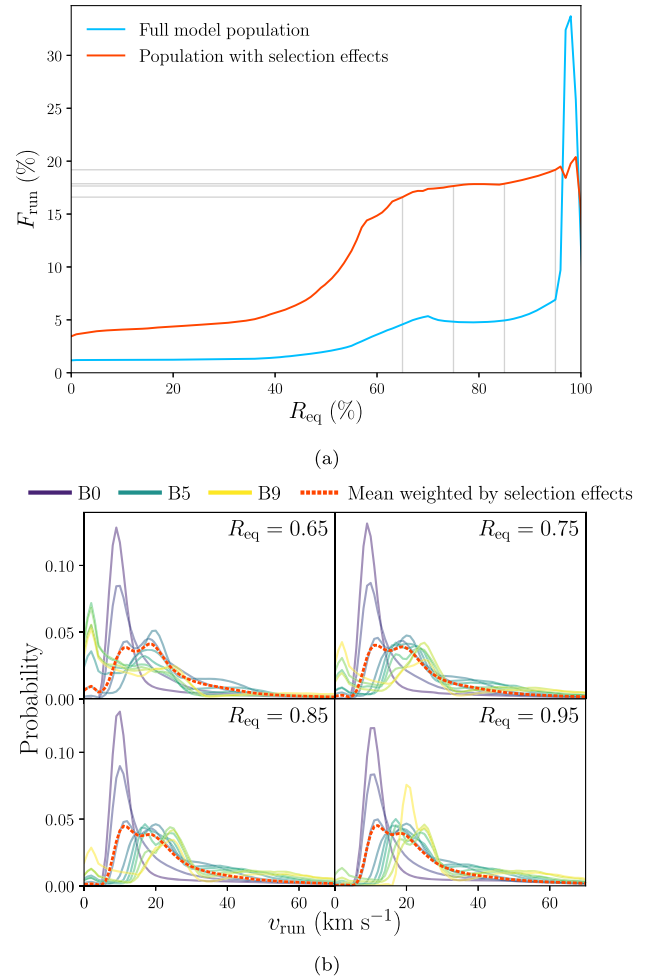 Full model population
Population with selection effects
F_run (%)
0
5
10
15
20
25
30
0 20 40 60 80 100
R_eq (%)
(a)
B0 B5 B9 Mean weighted by selection effects
R_eq = 0.65 R_eq = 0.75
R_eq = 0.85 R_eq = 0.95
Probability
0.10
0.05
0.00
0.10
0.05
0.00
0 20 40 60 0 20 40 60
v_run (km s⁻¹)
(b)